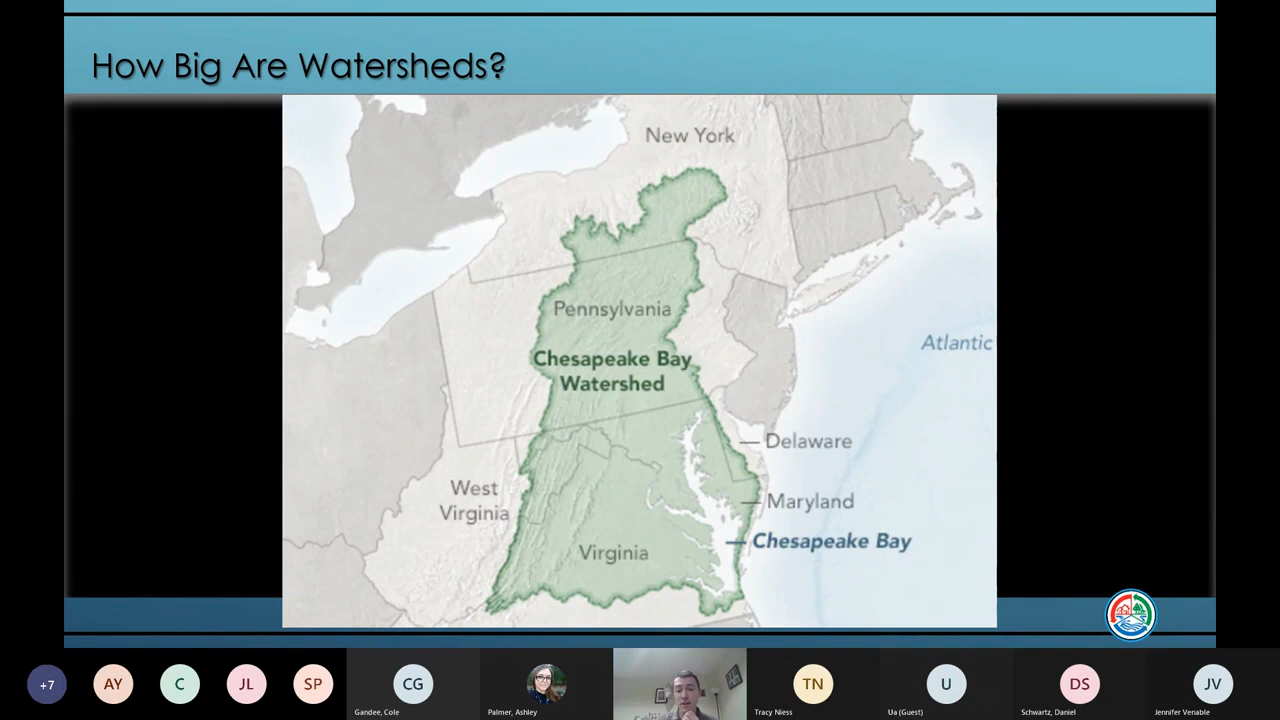 How Big Are Watersheds?
New York
Pennsylvania
Chesapeake Bay
Watershed
Atlantic
Delaware
West
Virginia
Maryland
Chesapeake Bay
Virginia
+7
AY
C
JL
SP
CG
TN
U
DS
JV
Gandee, Cole
Palmer, Ashley
Tracy Niess
Ua (Guest)
Schwartz, Daniel
Jennifer Venable